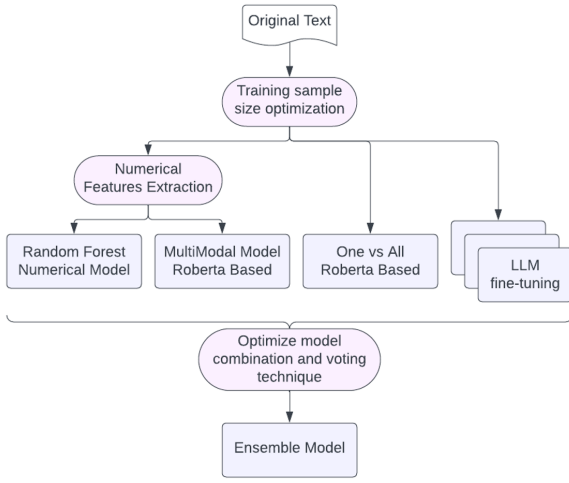 Original Text
Training sample
size optimization
Numerical
Features Extraction
Random Forest
Numerical Model
MultiModal Model
Roberta Based
One vs All
Roberta Based
LLM
fine-tuning
Optimize model
combination and voting
technique
Ensemble Model